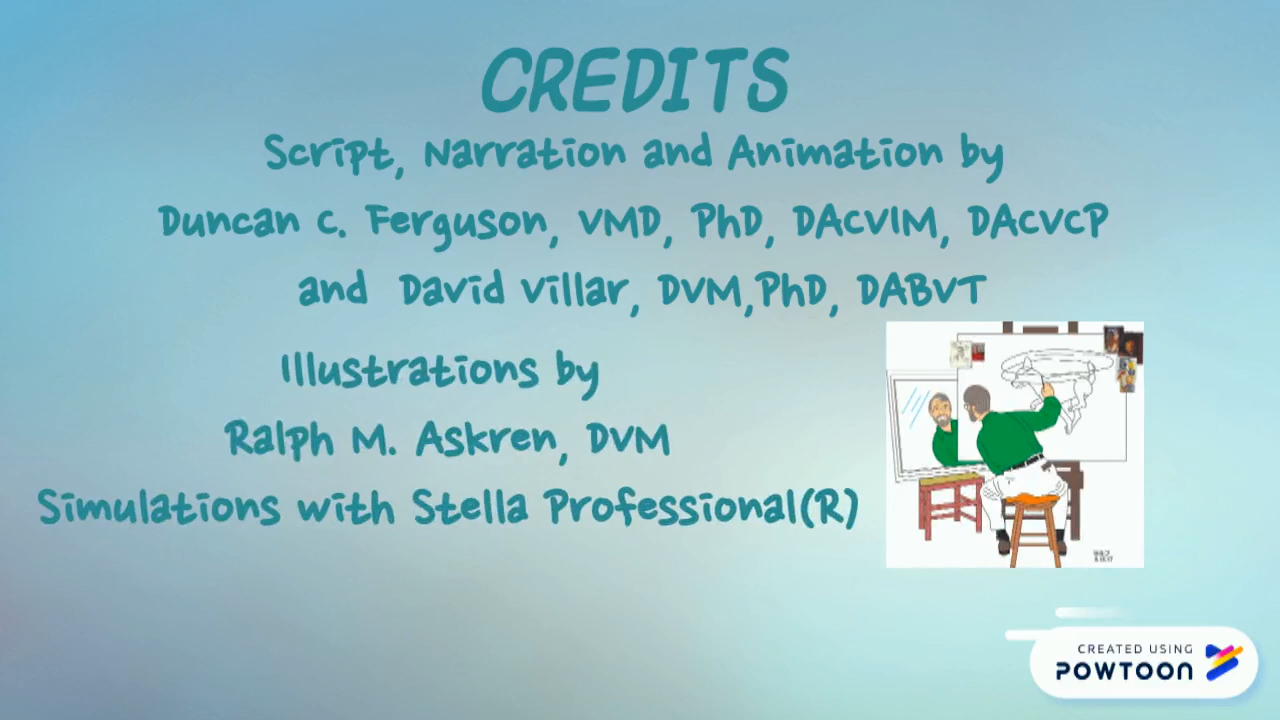 CREDITS
Script, Narration and Animation by
Duncan C. Ferguson, VMD, PhD, DACVIM, DACVCP
and David Villar, DVM,PhD, DABVT
Illustrations by
Ralph M. Askren, DVM
Simulations with Stella Professional(R)
CREATED USING
POWTOON